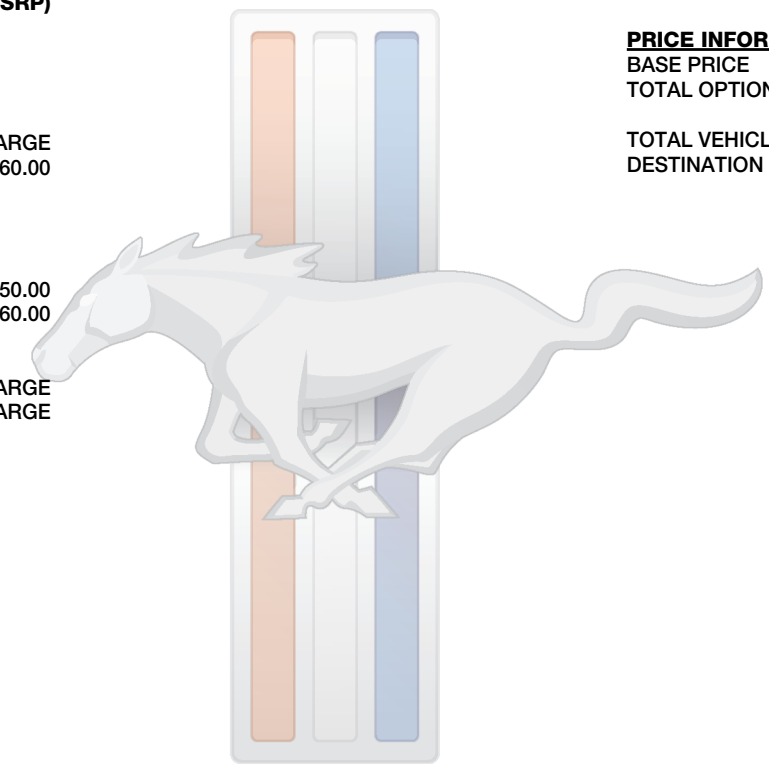 SRP)
ARGE
60.00
50.00
60.00
ARGE
ARGE
PRICE INFOR
BASE PRICE
TOTAL OPTION
TOTAL VEHICL
DESTINATION